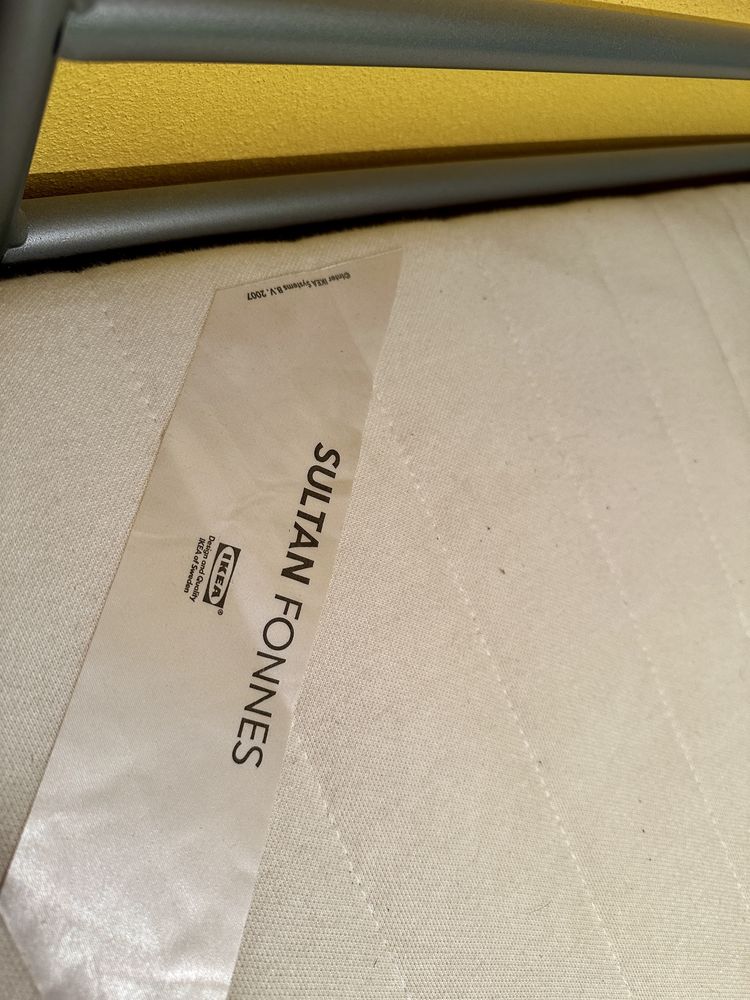 SULTAN FONNES
IKEA®
Design and Quality
IKEA of Sweden
©Inter IKEA Systems B.V. 2007